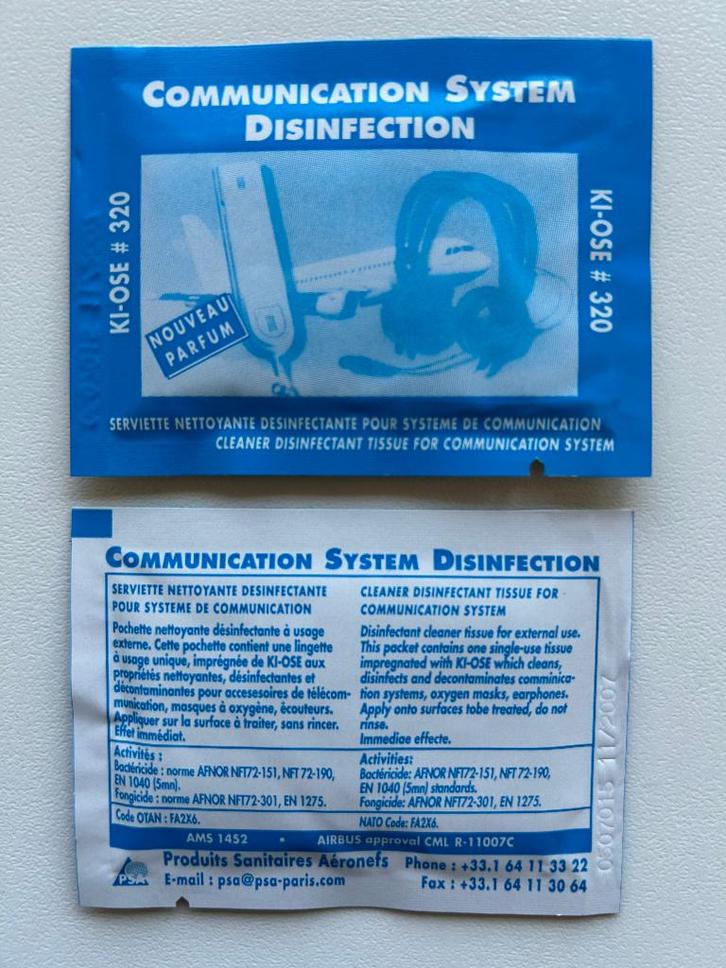 COMMUNICATION SYSTEM
DISINFECTION
KI-OSE # 320
KI-OSE # 320
NOUVEAU
PARFUM
SERVIETTE NETTOYANTE DESINFECTANTE POUR SYSTEME DE COMMUNICATION
CLEANER DISINFECTANT TISSUE FOR COMMUNICATION SYSTEM
COMMUNICATION SYSTEM DISINFECTION
SERVIETTE NETTOYANTE DESINFECTANTE
POUR SYSTEME DE COMMUNICATION
Pochette nettoyante désinfectante à usage
externe. Cette pochette contient une lingette
à usage unique, imprégnée de KI-OSE aux
propriétés nettoyantes, désinfectantes et
décontaminantes pour accesesoires de télécom-
munication, masques à oxygène, écouteurs.
Appliquer sur la surface à traiter, sans rincer.
Effet immédiat.
CLEANER DISINFECTANT TISSUE FOR
COMMUNICATION SYSTEM
Disinfectant cleaner tissue for external use.
This packet contains one single-use tissue
impregnated with KI-OSE which cleans,
disinfects and decontaminates comminica-
tion systems, oxygen masks, earphones.
Apply onto surfaces tobe treated, do not
rinse.
Immediae effecte.
Activités :
Bactéricide : norme AFNOR NFT72-151, NFT 72-190,
EN 1040 (5mn).
Fongicide : norme AFNOR NFT72-301, EN 1275.
Activities:
Bactéricide: AFNOR NFT72-151, NFT 72-190,
EN 1040 (5mn) standards.
Fongicide: AFNOR NFT72-301, EN 1275.
Code OTAN : FA2X6.
NATO Code: FA2X6.
AMS 1452 • AIRBUS approval CML R-11007C
PSA
Produits Sanitaires Aéronefs
E-mail : psa@psa-paris.com
Phone : +33.1 64 11 33 22
Fax : +33.1 64 11 30 64
11/2007